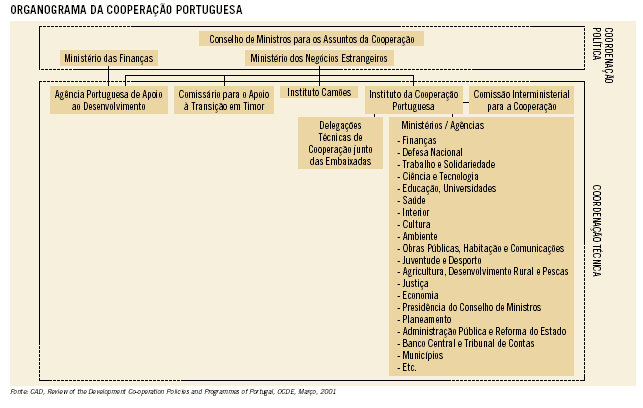 ORGANOGRAMA DA COOPERAÇÃO PORTUGUESA
Conselho de Ministros para os Assuntos da Cooperação
Ministério das Finanças
Ministério dos Negócios Estrangeiros
COORDENAÇÃO
POLÍTICA
Agência Portuguesa de Apoio
ao Desenvolvimento
Comissário para o Apoio
à Transição em Timor
Instituto Camões
Instituto da Cooperação
Portuguesa
Comissão Interministerial
para a Cooperação
Delegações
Técnicas de
Cooperação junto
das Embaixadas
Ministérios / Agências
- Finanças
- Defesa Nacional
- Trabalho e Solidariedade
- Ciência e Tecnologia
- Educação, Universidades
- Saúde
- Interior
- Cultura
- Ambiente
- Obras Públicas, Habitação e Comunicações
- Juventude e Desporto
- Agricultura, Desenvolvimento Rural e Pescas
- Justiça
- Economia
- Presidência do Conselho de Ministros
- Planeamento
- Administração Pública e Reforma do Estado
- Banco Central e Tribunal de Contas
- Municípios
- Etc.
COORDENAÇÃO TÉCNICA
Fonte: CAD, Review of the Development Co-operation Policies and Programmes of Portugal, OCDE, Março, 2001